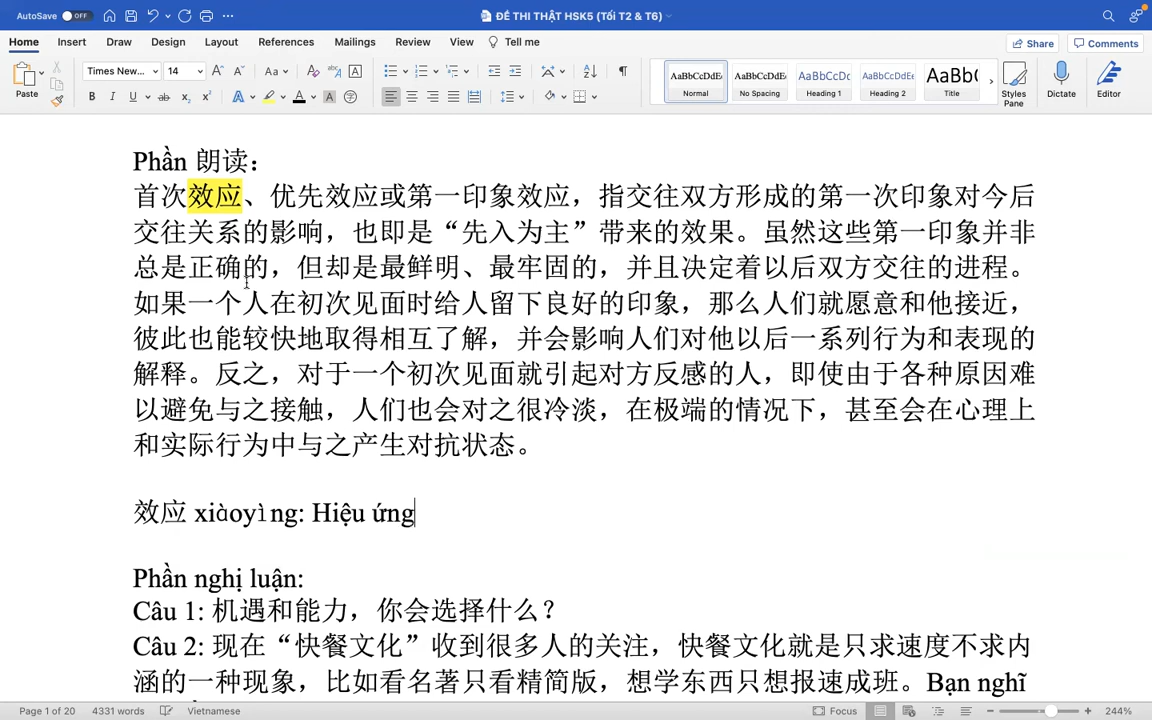 AutoSave OFF ĐỀ THI THẬT HSK5 (Tối T2 & T6)
Home Insert Draw Design Layout References Mailings Review View Tell me Share Comments
Paste Times New... 14 Aa AaBbCcDdEe AaBbCcDdEe AaBbCcDc AaBbCcDdEe AaBb( Styles Pane Dictate Editor
B I U ab x₂ x² A A A Normal No Spacing Heading 1 Heading 2 Title
Phần 朗读：
首次效应、优先效应或第一印象效应，指交往双方形成的第一次印象对今后
交往关系的影响，也即是“先入为主”带来的效果。虽然这些第一印象并非
总是正确的，但却是最鲜明、最牢固的，并且决定着以后双方交往的进程。
如果一个人在初次见面时给人留下良好的印象，那么人们就愿意和他接近，
彼此也能较快地取得相互了解，并会影响人们对他以后一系列行为和表现的
解释。反之，对于一个初次见面就引起对方反感的人，即使由于各种原因难
以避免与之接触，人们也会对之很冷淡，在极端的情况下，甚至会在心理上
和实际行为中与之产生对抗状态。
效应 xiàoyìng: Hiệu ứng
Phần nghị luận:
Câu 1: 机遇和能力，你会选择什么？
Câu 2: 现在“快餐文化”收到很多人的关注，快餐文化就是只求速度不求内
涵的一种现象，比如看名著只看精简版，想学东西只想报速成班。Bạn nghĩ
Page 1 of 20 4331 words Vietnamese Focus 244%